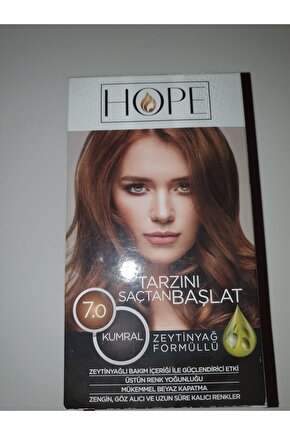 HOPE
TARZINI
SAÇTAN BAŞLAT
7.0
KUMRAL
ZEYTİNYAĞ
FORMÜLLÜ
ZEYTİNYAĞLI BAKIM İÇERİĞİ İLE GÜÇLENDİRİCİ ETKİ
ÜSTÜN RENK YOĞUNLUĞU
MÜKEMMEL BEYAZ KAPATMA
ZENGİN, GÖZ ALICI VE UZUN SÜRE KALICI RENKLER